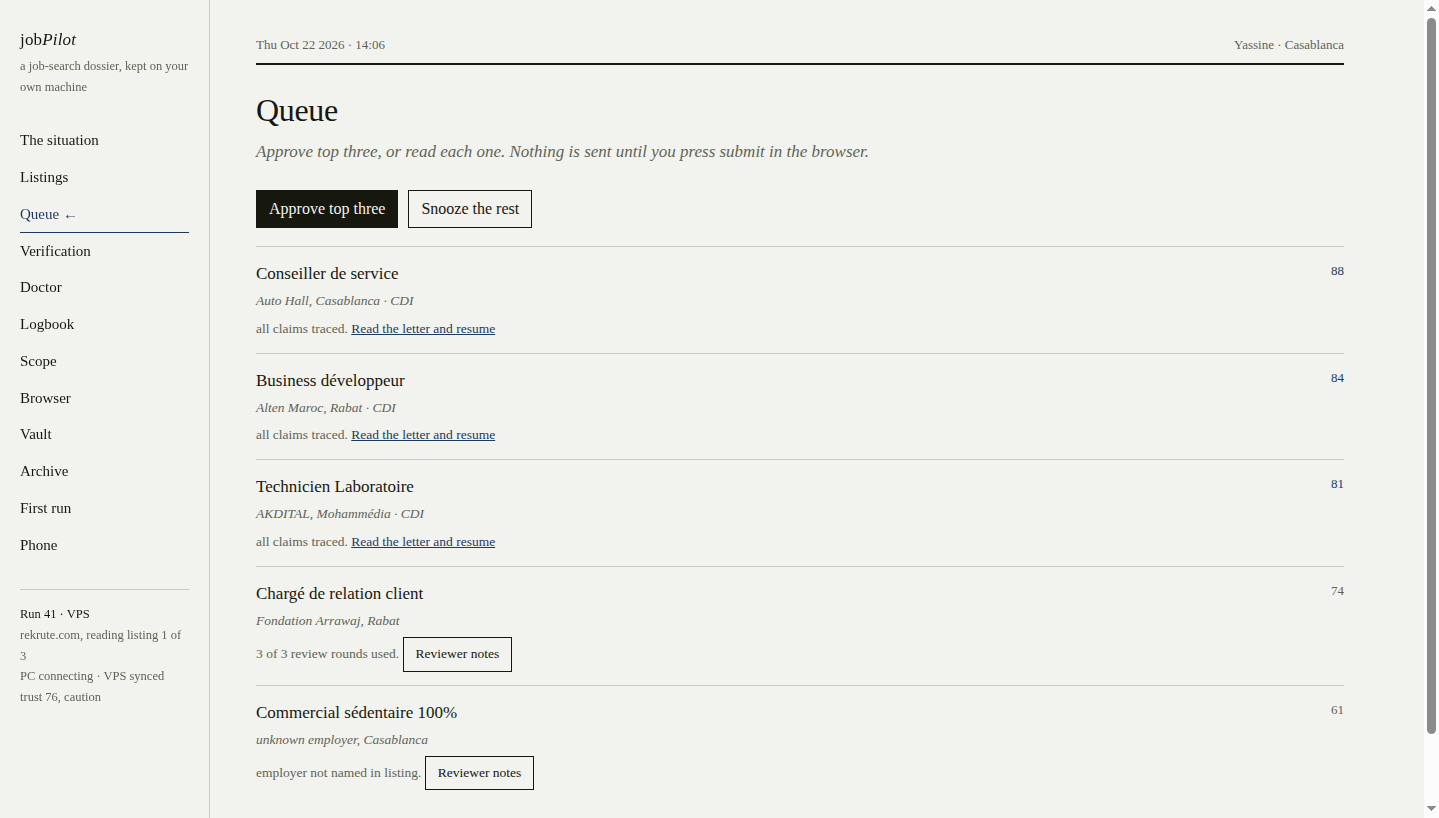 jobPilot
a job-search dossier, kept on your
own machine
The situation
Listings
Queue ←
Verification
Doctor
Logbook
Scope
Browser
Vault
Archive
First run
Phone
Run 41 · VPS
rekrute.com, reading listing 1 of
3
PC connecting · VPS synced
trust 76, caution
Thu Oct 22 2026 · 14:06
Yassine · Casablanca
Queue
Approve top three, or read each one. Nothing is sent until you press submit in the browser.
Approve top three
Snooze the rest
Conseiller de service
88
Auto Hall, Casablanca · CDI
all claims traced. Read the letter and resume
Business développeur
84
Alten Maroc, Rabat · CDI
all claims traced. Read the letter and resume
Technicien Laboratoire
81
AKDITAL, Mohammédia · CDI
all claims traced. Read the letter and resume
Chargé de relation client
74
Fondation Arrawaj, Rabat
3 of 3 review rounds used. Reviewer notes
Commercial sédentaire 100%
61
unknown employer, Casablanca
employer not named in listing. Reviewer notes